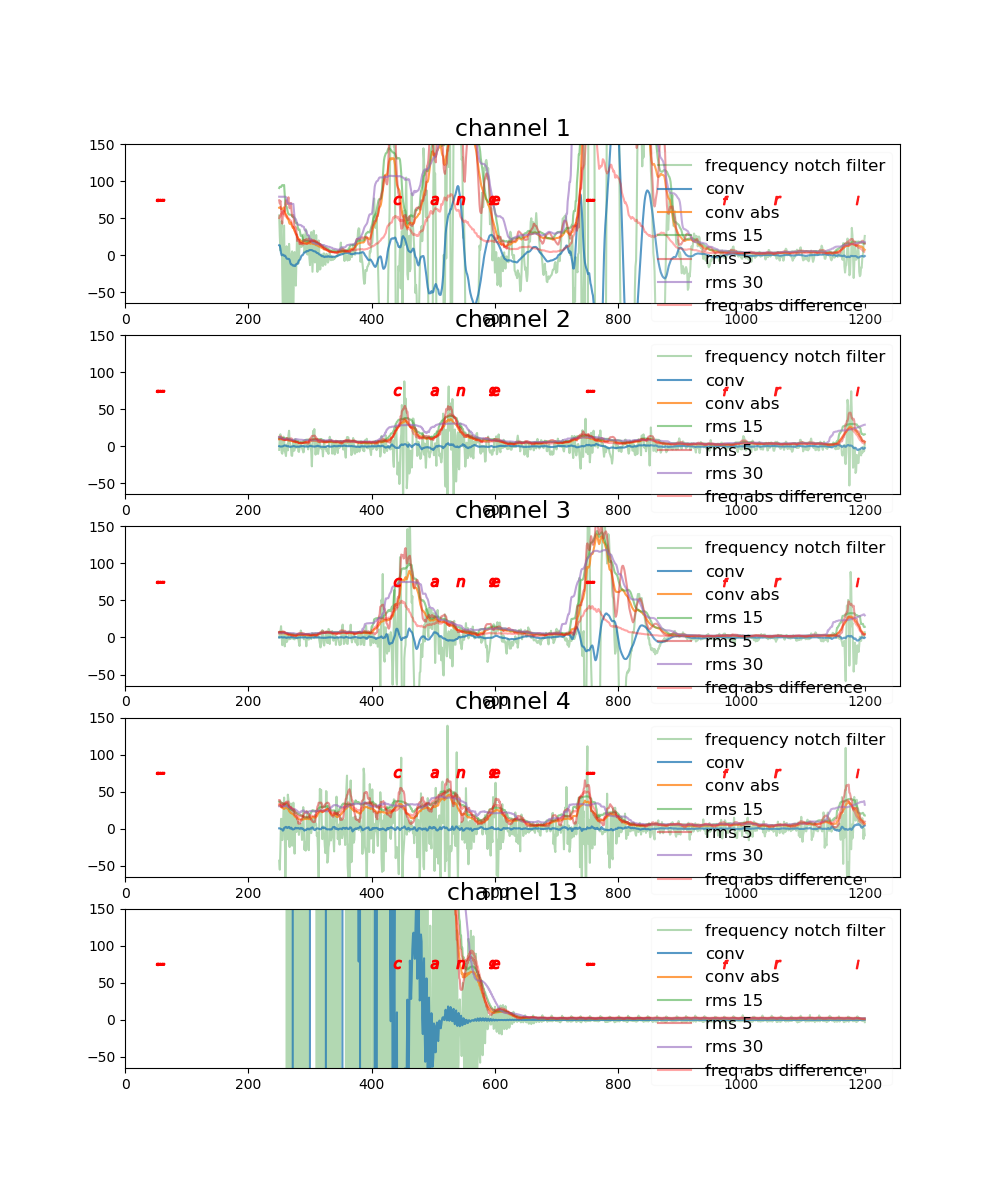 channel 1
150
100
50
0
−50
0 200 400 600 800 1000 1200
– c a n e – f r l
frequency notch filter
conv
conv abs
rms 15
rms 5
rms 30
freq abs difference
channel 2
150
100
50
0
−50
0 200 400 600 800 1000 1200
– c a n e – f r l
frequency notch filter
conv
conv abs
rms 15
rms 5
rms 30
freq abs difference
channel 3
150
100
50
0
−50
0 200 400 600 800 1000 1200
– c a n e – f r l
frequency notch filter
conv
conv abs
rms 15
rms 5
rms 30
freq abs difference
channel 4
150
100
50
0
−50
0 200 400 600 800 1000 1200
– c a n e – f r l
frequency notch filter
conv
conv abs
rms 15
rms 5
rms 30
freq abs difference
channel 13
150
100
50
0
−50
0 200 400 600 800 1000 1200
– c a n e – f r l
frequency notch filter
conv
conv abs
rms 15
rms 5
rms 30
freq abs difference